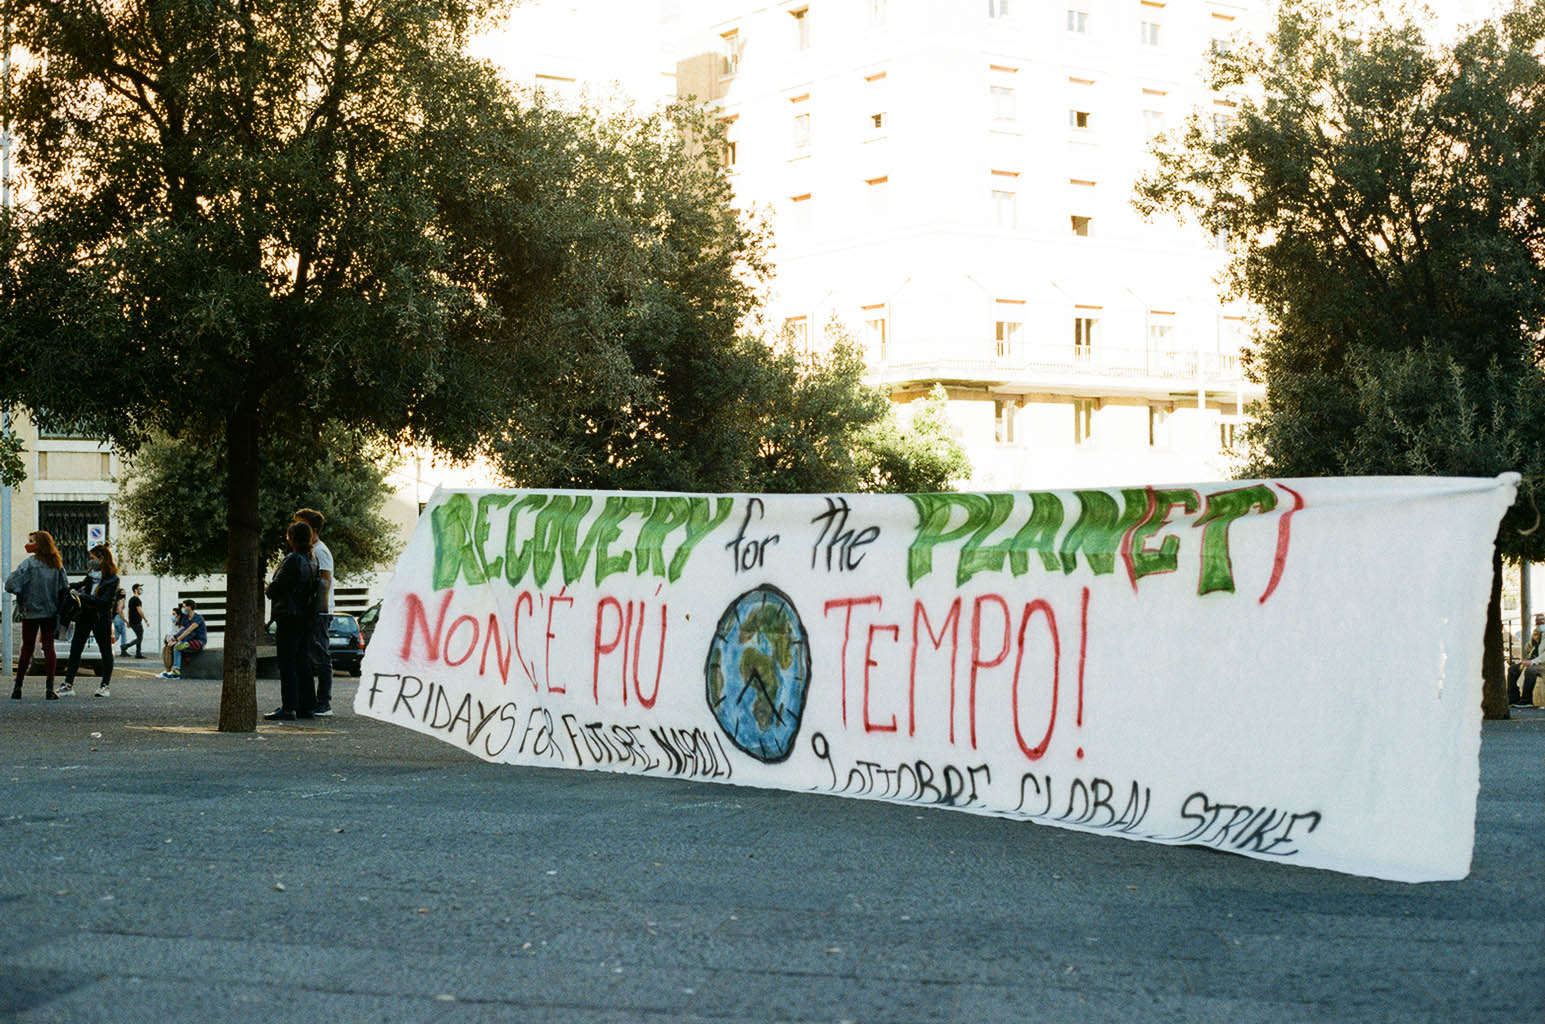 RECOVERY for the PLAN(ET)
NON C'È PIÚ TEMPO!
FRIDAYS FOR FUTURE NAPOLI 9 OTTOBRE GLOBAL STRIKE